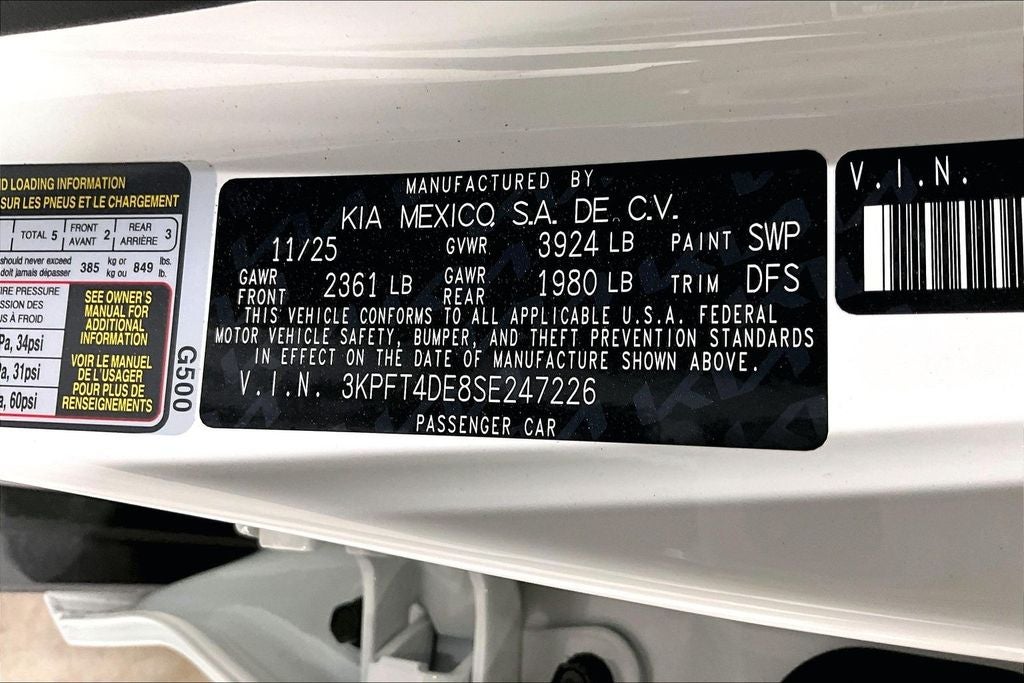 D LOADING INFORMATION
SUR LES PNEUS ET LE CHARGEMENT
TOTAL 5 FRONT AVANT 2 REAR ARRIÈRE 3
should never exceed 385 kg or 849 lbs.
doit jamais dépasser kg ou lb.
IRE PRESSURE
SSION DES
S À FROID
Pa, 34psi
Pa, 31psi
a, 60psi
SEE OWNER'S
MANUAL FOR
ADDITIONAL
INFORMATION
VOIR LE MANUEL
DE L'USAGER
POUR PLUS DE
RENSEIGNEMENTS
G500
MANUFACTURED BY
KIA MEXICO, S.A. DE C.V.
11/25 GVWR 3924 LB PAINT SWP
GAWR FRONT 2361 LB GAWR REAR 1980 LB TRIM DFS
THIS VEHICLE CONFORMS TO ALL APPLICABLE U.S.A. FEDERAL
MOTOR VEHICLE SAFETY, BUMPER, AND THEFT PREVENTION STANDARDS
IN EFFECT ON THE DATE OF MANUFACTURE SHOWN ABOVE.
V.I.N. 3KPFT4DE8SE247226
PASSENGER CAR
V.I.N.